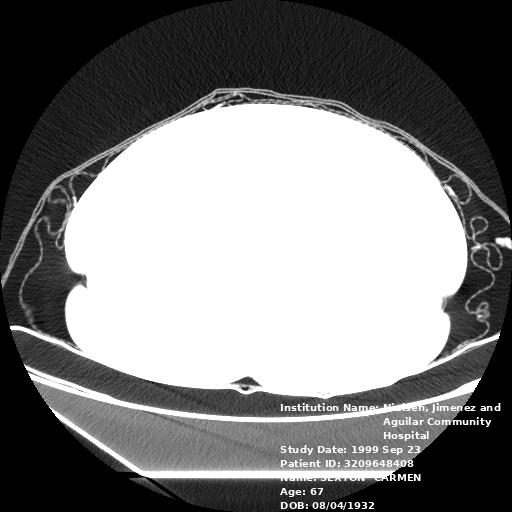 Institution Name: Nielsen, Jimenez and
Aguilar Community
Hospital
Study Date: 1999 Sep 23
Patient ID: 3209648408
Name: SEXTON^CARMEN
Age: 67
DOB: 08/04/1932